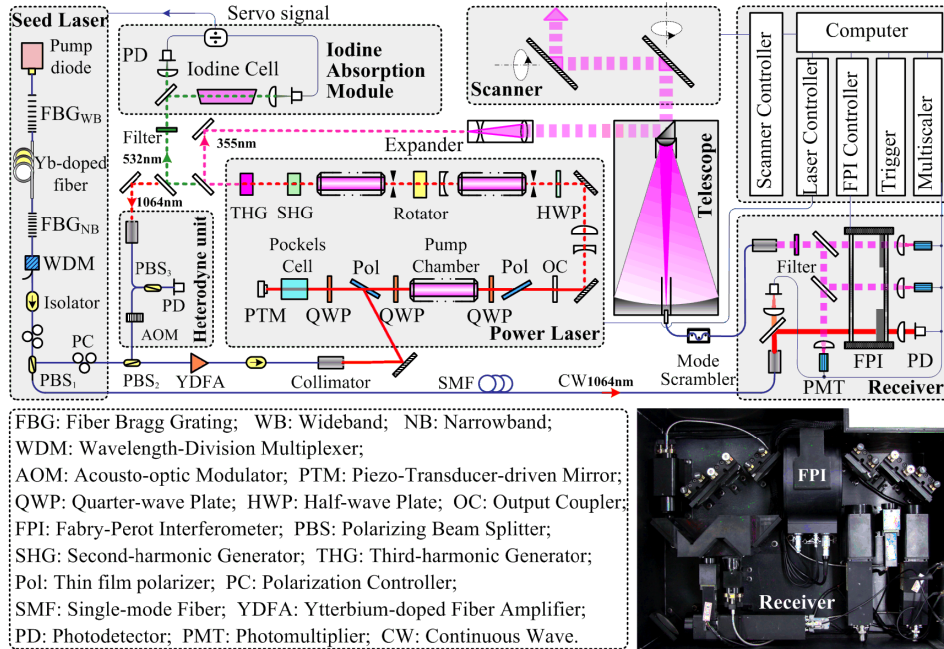 Seed Laser
Pump
diode
FBGWB
Yb-doped
fiber
FBGNB
WDM
Isolator
PC
PBS1
Servo signal
PD
Iodine Cell
Iodine
Absorption
Module
Filter
532nm
355nm
1064nm
Expander
Scanner
Telescope
Computer
Scanner Controller
Laser Controller
FPI Controller
Trigger
Multiscaler
THG
SHG
Rotator
HWP
Pockels
Cell
Pol
Pump
Chamber
Pol
OC
PTM
QWP
QWP
QWP
Power Laser
Heterodyne unit
PBS3
PD
AOM
PBS2
YDFA
Collimator
SMF
CW1064nm
Mode
Scrambler
Filter
PMT
FPI
PD
Receiver
FBG: Fiber Bragg Grating; WB: Wideband; NB: Narrowband;
WDM: Wavelength-Division Multiplexer;
AOM: Acousto-optic Modulator; PTM: Piezo-Transducer-driven Mirror;
QWP: Quarter-wave Plate; HWP: Half-wave Plate; OC: Output Coupler;
FPI: Fabry-Perot Interferometer; PBS: Polarizing Beam Splitter;
SHG: Second-harmonic Generator; THG: Third-harmonic Generator;
Pol: Thin film polarizer; PC: Polarization Controller;
SMF: Single-mode Fiber; YDFA: Ytterbium-doped Fiber Amplifier;
PD: Photodetector; PMT: Photomultiplier; CW: Continuous Wave.
FPI
Receiver